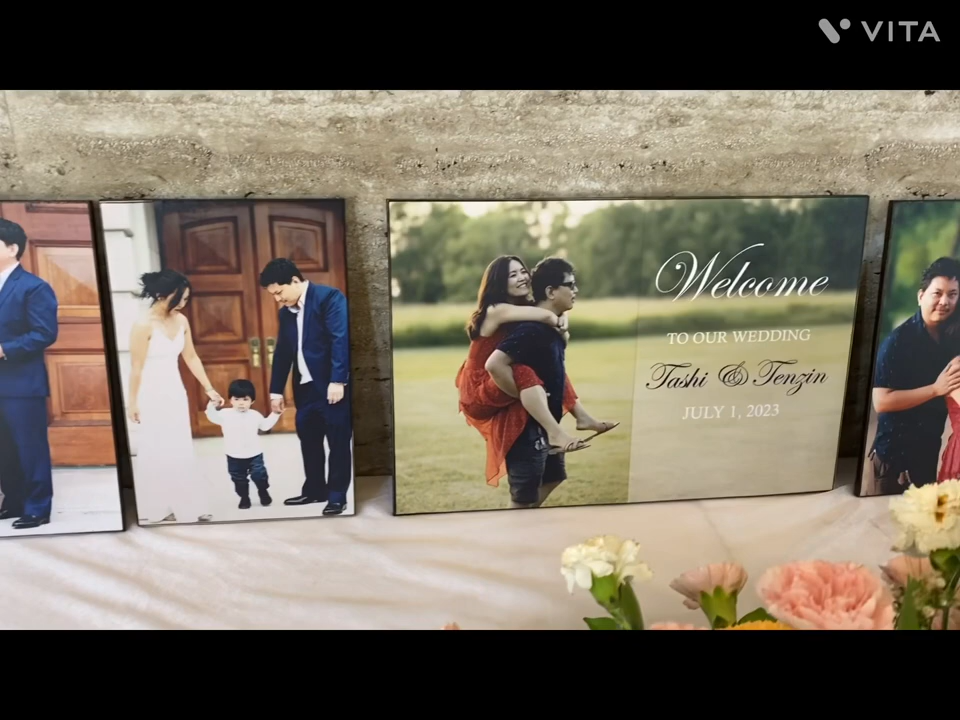 VITA
Welcome
TO OUR WEDDING
Tashi & Tenzin
JULY 1, 2023